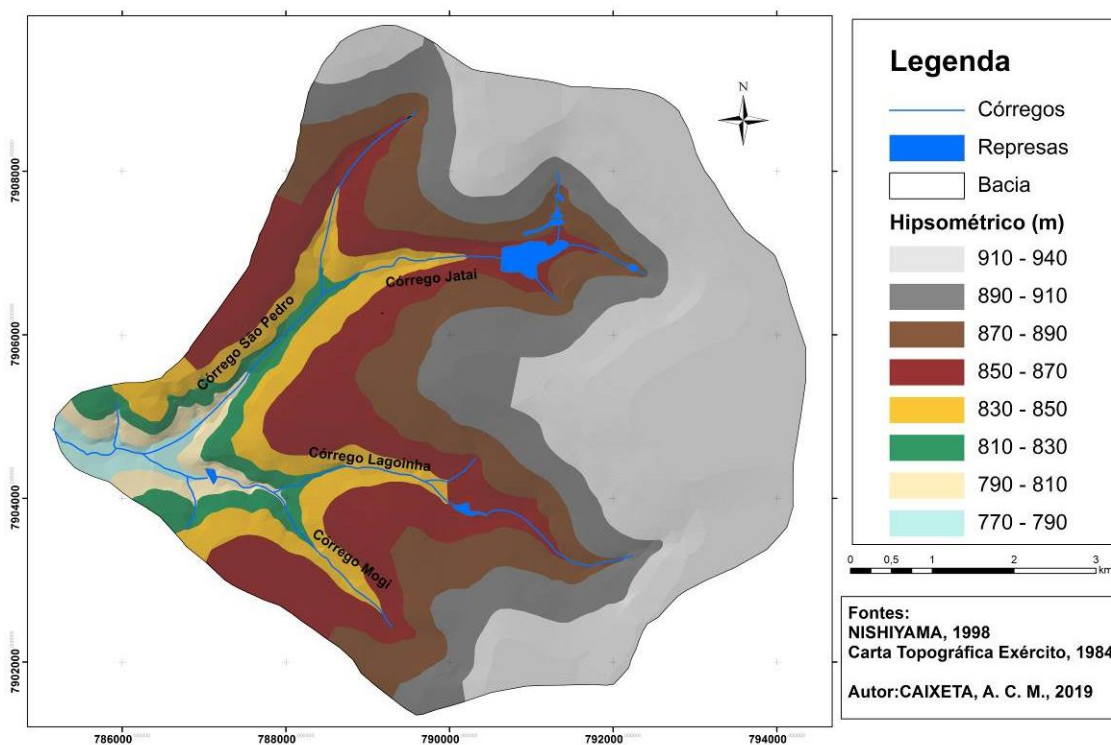 N
Córrego Jataí
Córrego São Pedro
Córrego Lagoinha
Córrego Mogi
7908000
7906000
7904000
7902000
786000
788000
790000
792000
794000
Legenda
Córregos
Represas
Bacia
Hipsométrico (m)
910 - 940
890 - 910
870 - 890
850 - 870
830 - 850
810 - 830
790 - 810
770 - 790
0 0,5 1 2 3
km
Fontes:
NISHIYAMA, 1998
Carta Topográfica Exército, 1984
Autor:CAIXETA, A. C. M., 2019